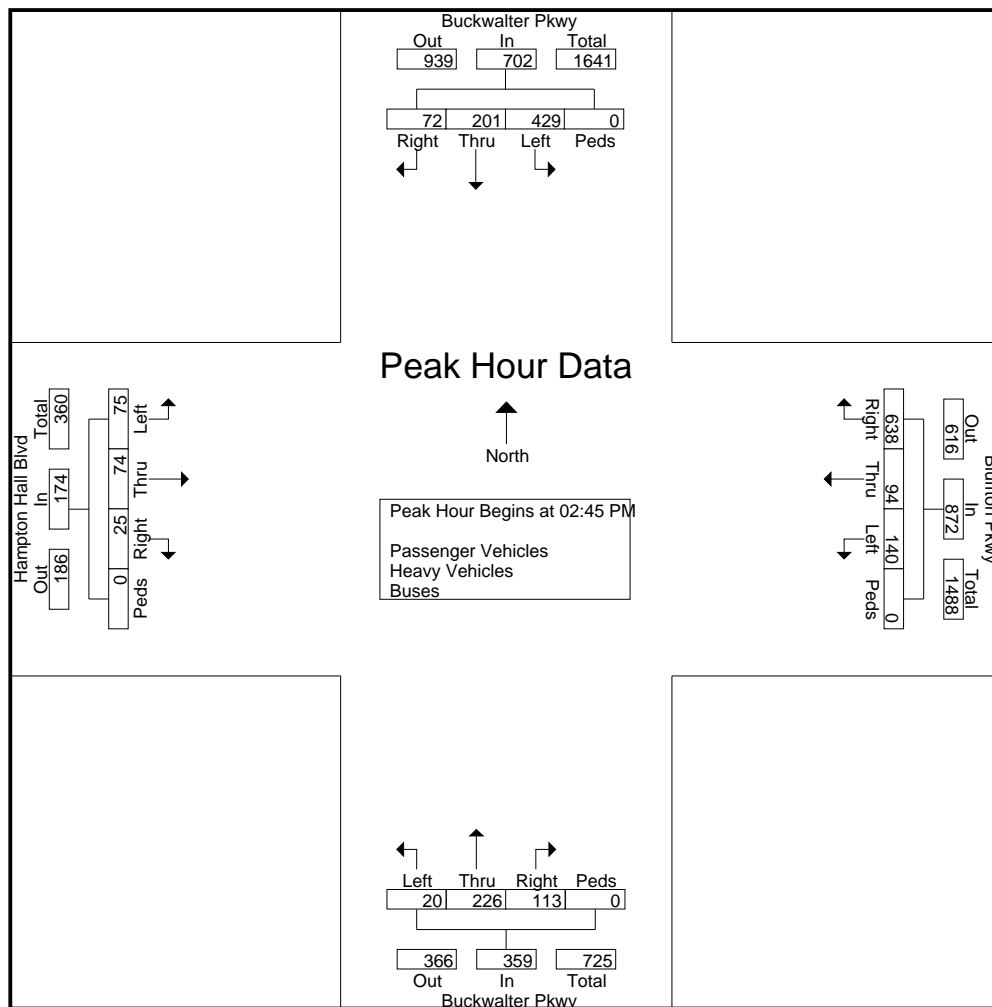 Buckwalter Pkwy
Out In Total
939 702 1641
72 201 429 0
Right Thru Left Peds
Peak Hour Data
North
Peak Hour Begins at 02:45 PM
Passenger Vehicles
Heavy Vehicles
Buses
Hampton Hall Blvd
Out In Total
186 174 360
Left Thru Right Peds
75 74 25 0
Right Thru Left Peds
638 94 140 0
Out In Total
616 872 1488
Pkwy
Left Thru Right Peds
20 226 113 0
366 359 725
Out In Total
Buckwalter Pkwy